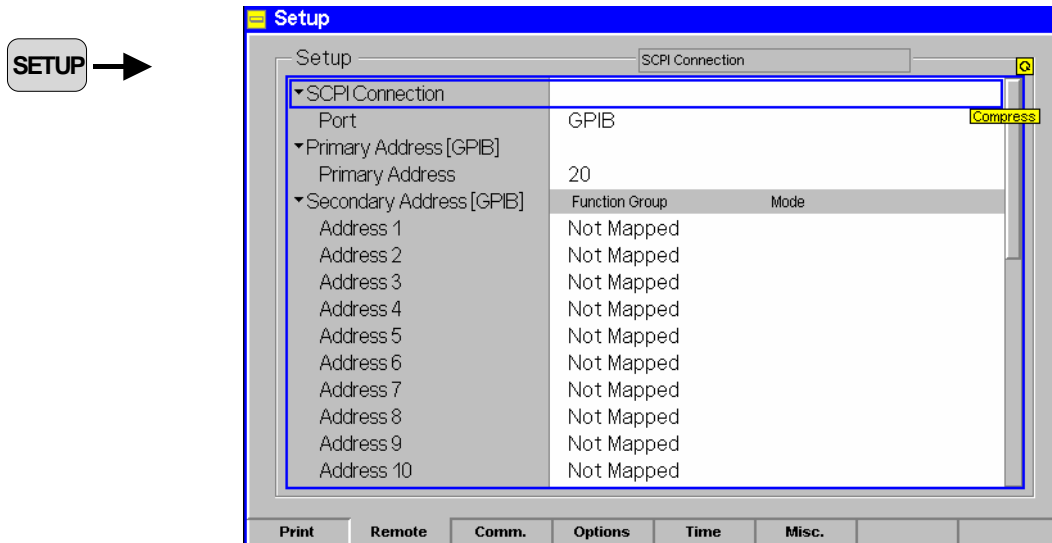 Setup
SETUP
Setup
SCPI Connection
SCPI Connection
Compress
Port GPIB
Primary Address [GPIB]
Primary Address 20
Secondary Address [GPIB] Function Group Mode
Address 1 Not Mapped
Address 2 Not Mapped
Address 3 Not Mapped
Address 4 Not Mapped
Address 5 Not Mapped
Address 6 Not Mapped
Address 7 Not Mapped
Address 8 Not Mapped
Address 9 Not Mapped
Address 10 Not Mapped
Print Remote Comm. Options Time Misc.